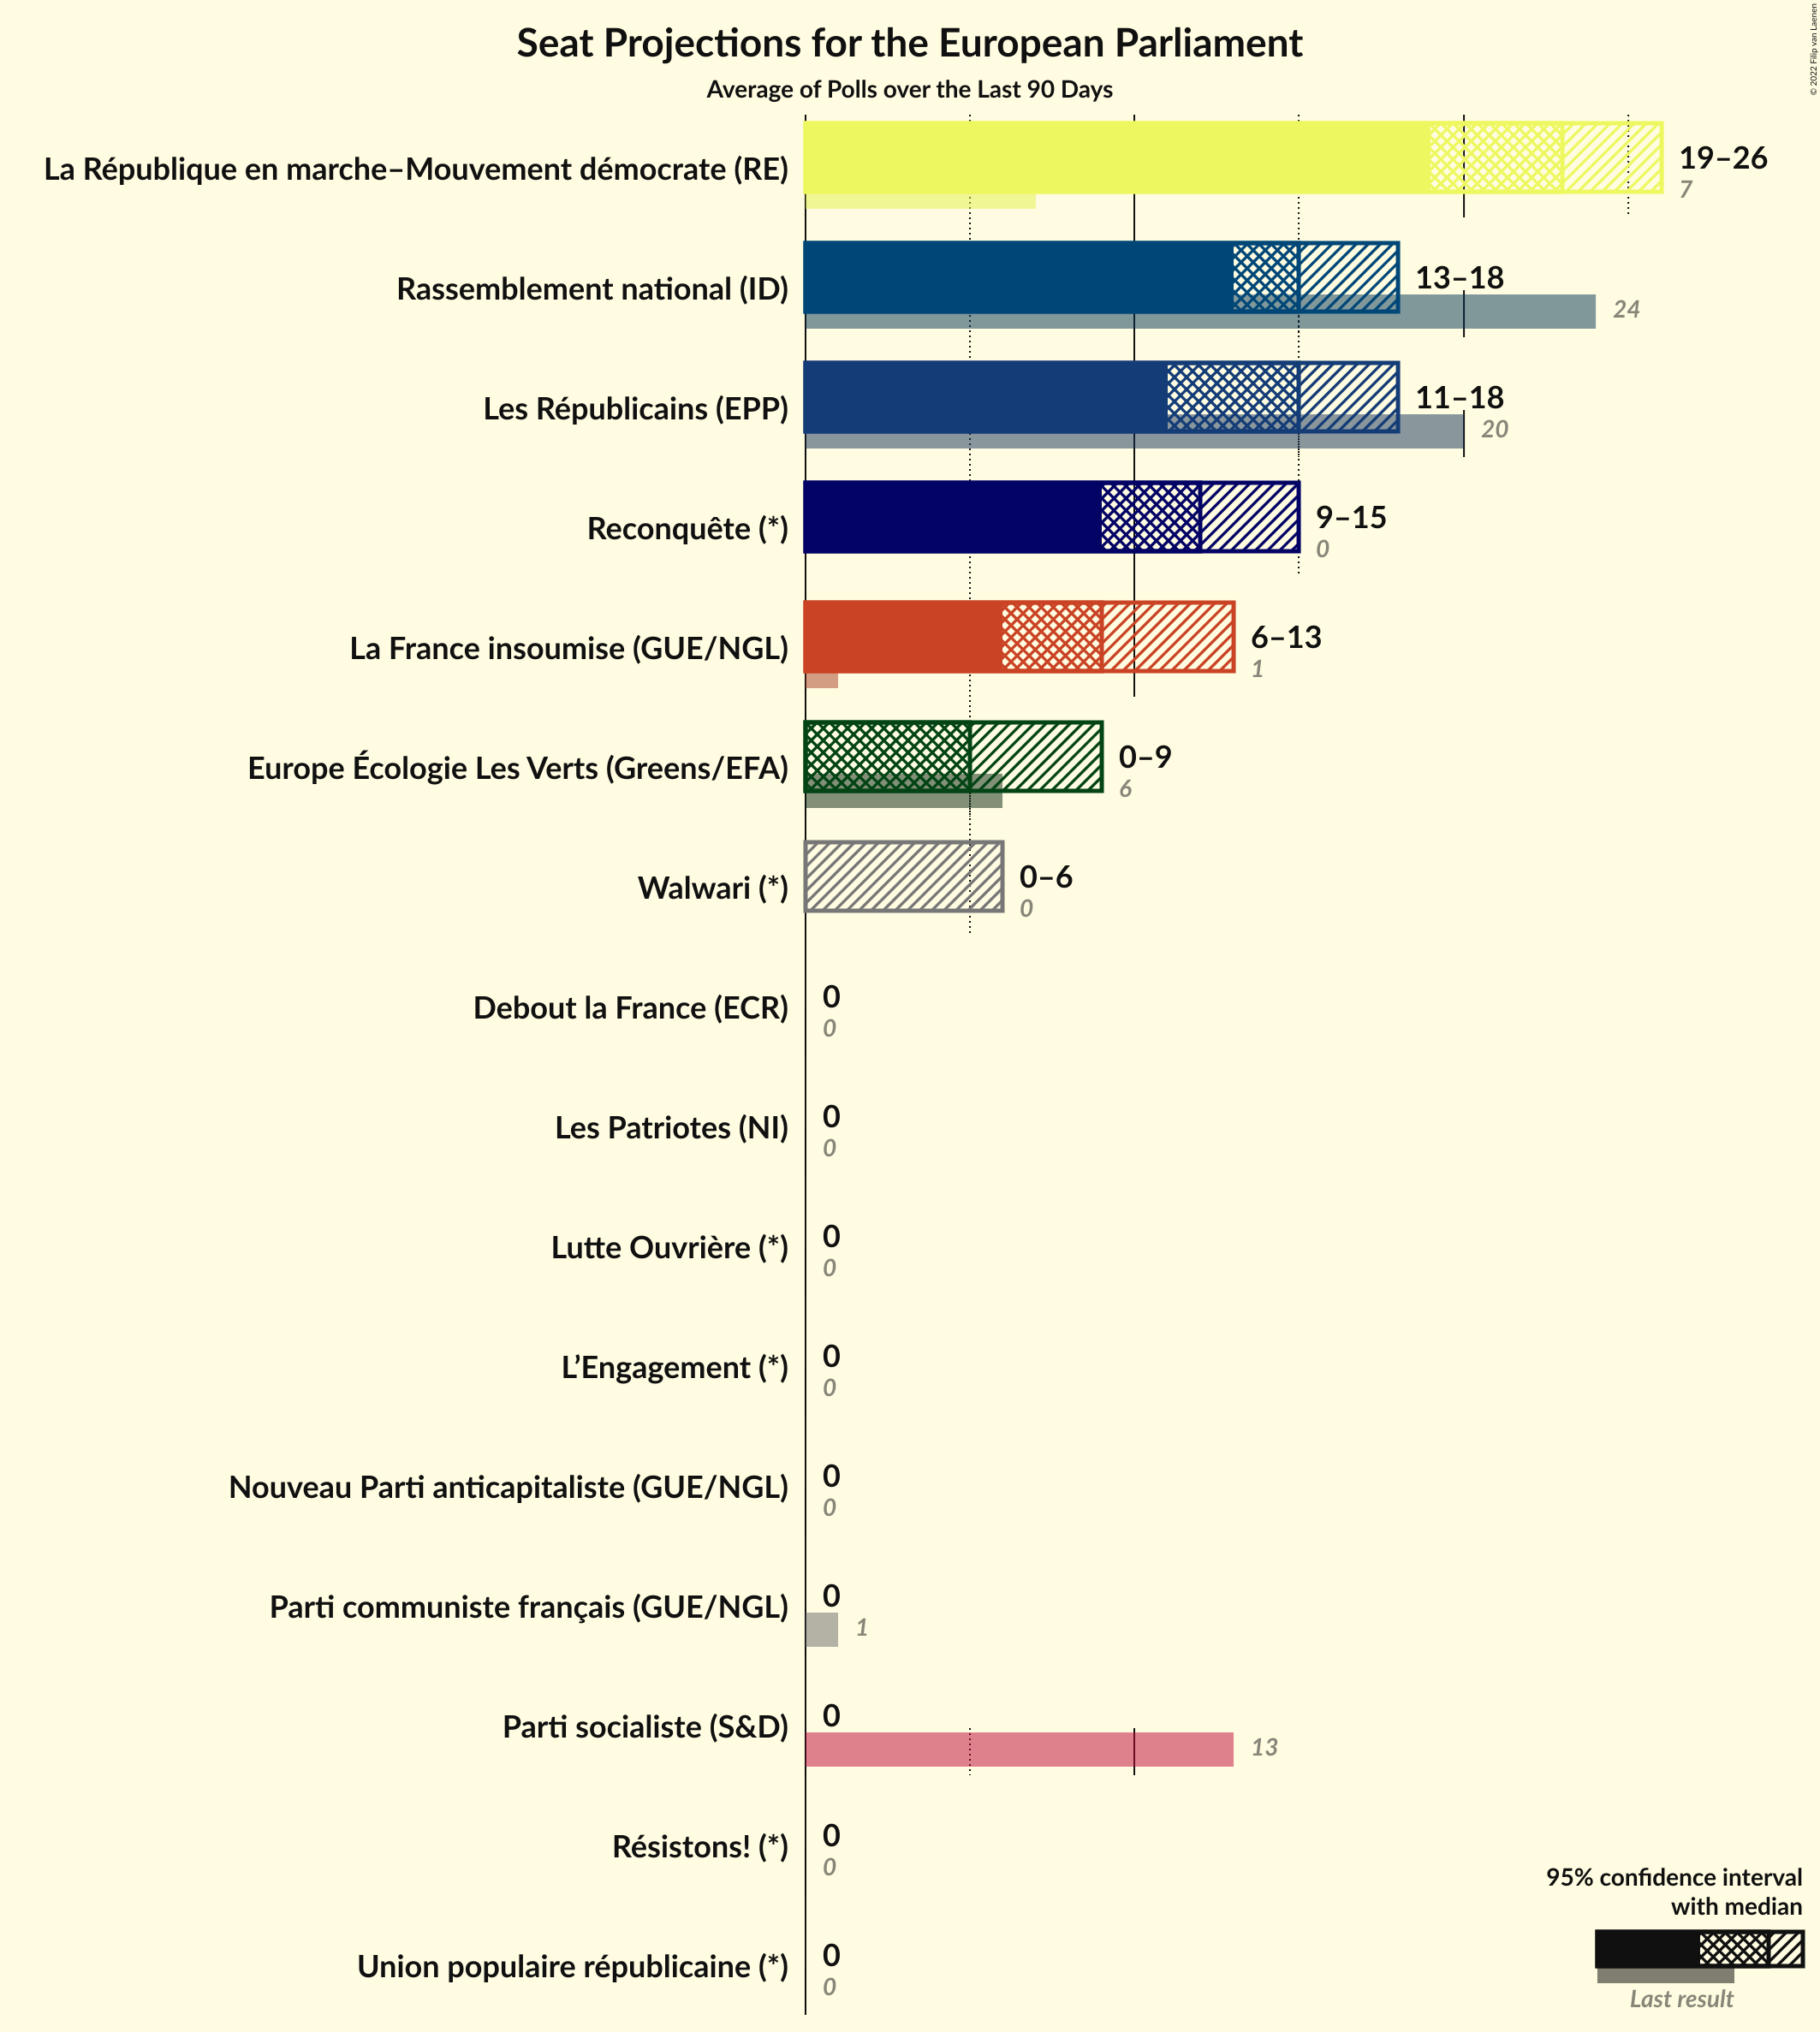 Seat Projections for the European Parliament
Average of Polls over the Last 90 Days
© 2022 Filip van Laenen
La République en marche–Mouvement démocrate (RE)
19–26
7
Rassemblement national (ID)
13–18
24
Les Républicains (EPP)
11–18
20
Reconquête (*)
9–15
0
La France insoumise (GUE/NGL)
6–13
1
Europe Écologie Les Verts (Greens/EFA)
0–9
6
Walwari (*)
0–6
0
Debout la France (ECR)
0
0
Les Patriotes (NI)
0
0
Lutte Ouvrière (*)
0
0
L’Engagement (*)
0
0
Nouveau Parti anticapitaliste (GUE/NGL)
0
0
Parti communiste français (GUE/NGL)
0
1
Parti socialiste (S&D)
0
13
Résistons! (*)
0
0
Union populaire républicaine (*)
0
0
95% confidence interval
with median
Last result